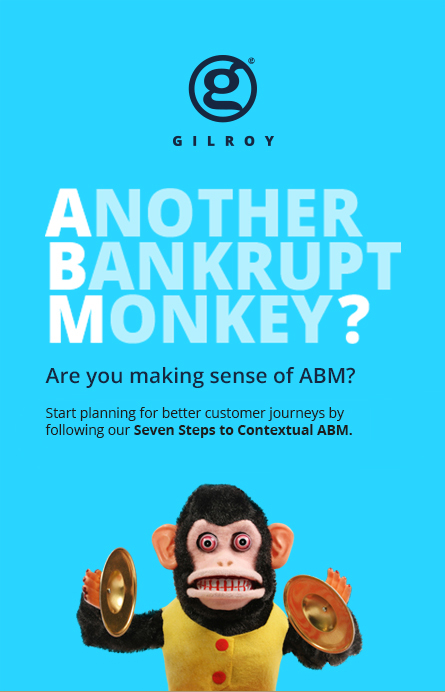 g®
GILROY
ANOTHER
BANKRUPT
MONKEY?
Are you making sense of ABM?
Start planning for better customer journeys by
following our Seven Steps to Contextual ABM.